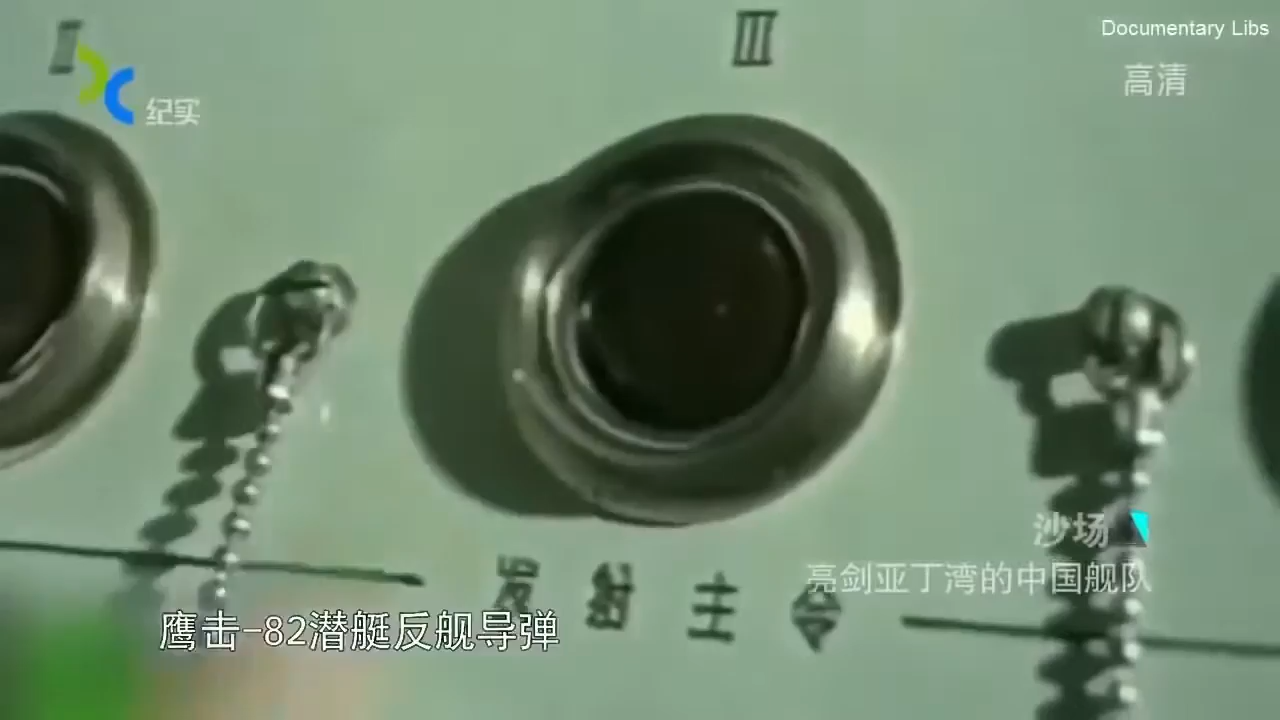 Documentary Libs
Ⅱ
Ⅲ
纪实
高清
沙场
亮剑亚丁湾的中国舰队
发射主令
鹰击-82潜艇反舰导弹